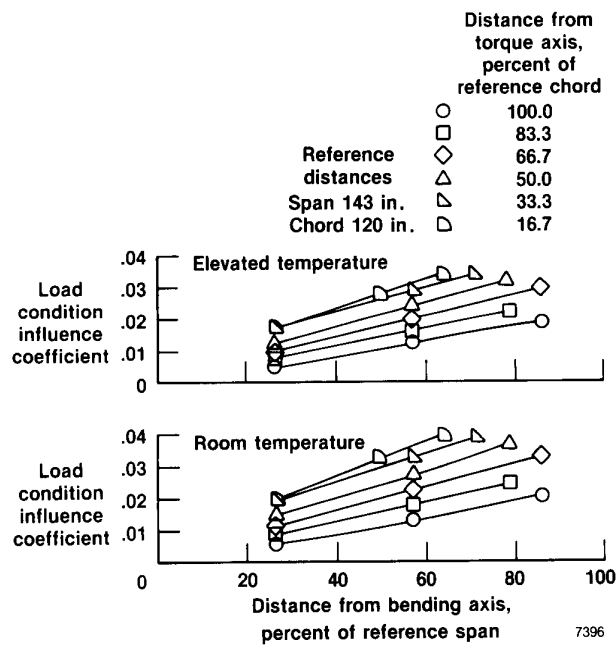 Distance from
torque axis,
percent of
reference chord
100.0
83.3
Reference
66.7
distances
50.0
Span 143 in.
33.3
Chord 120 in.
16.7
.04
Elevated temperature
Load
condition
influence
coefficient
.03
.02
.01
0
.04
Room temperature
Load
condition
influence
coefficient
.03
.02
.01
0
20
40
60
80
100
Distance from bending axis,
percent of reference span
7396